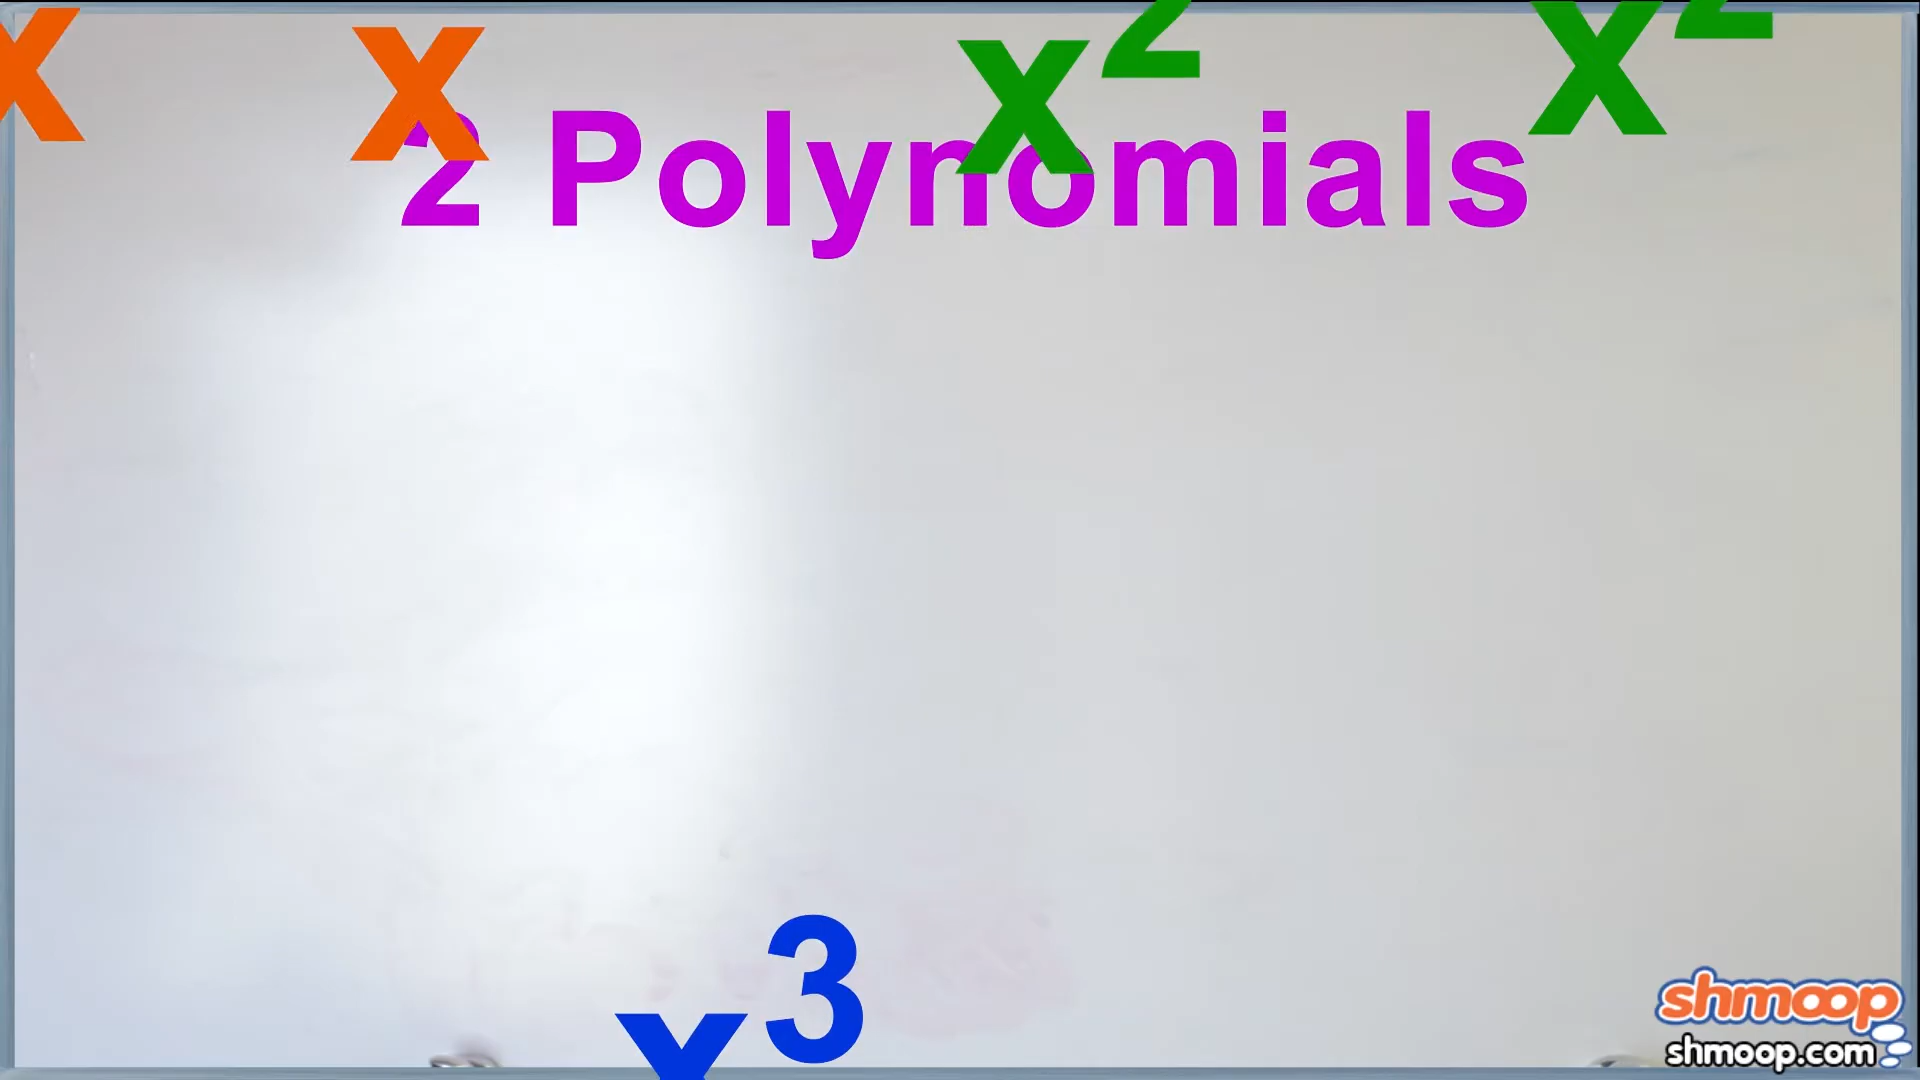 x x x² x²
2 Polynomials
x³
shmoop
shmoop.com